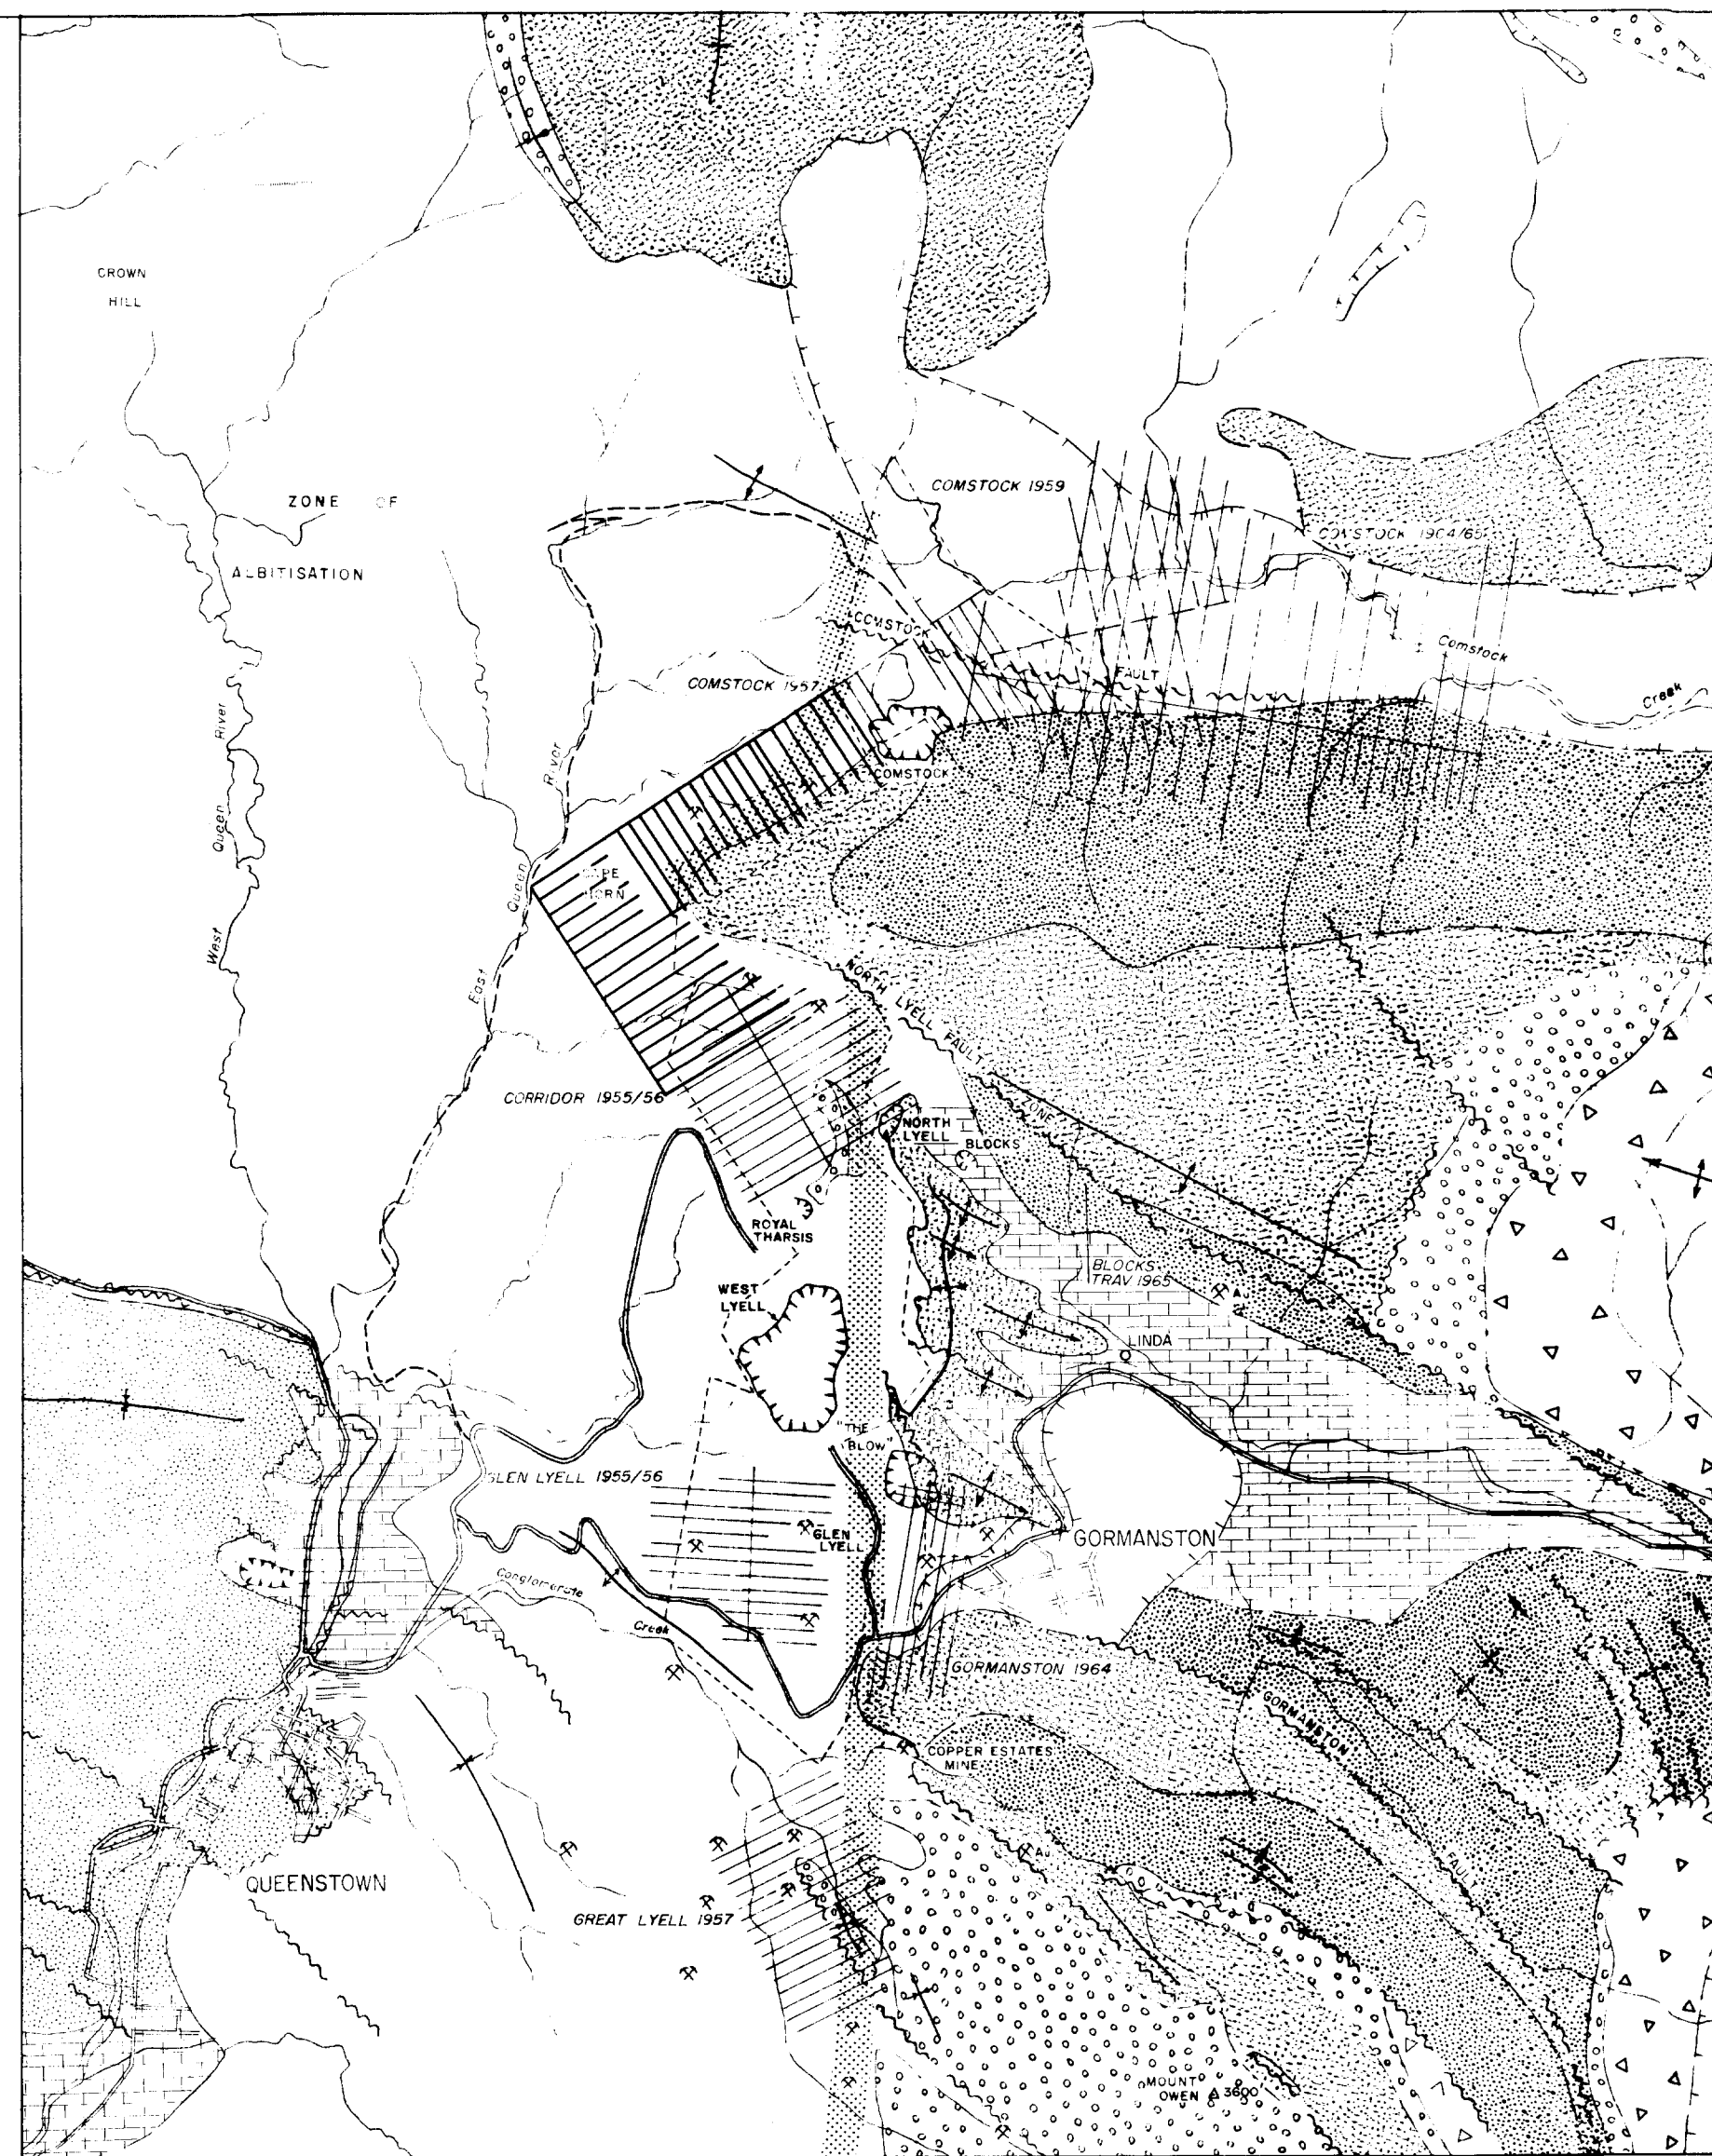 CROWN
HILL
ZONE OF
ALBITISATION
COMSTOCK 1959
COMSTOCK 1964/65
COMSTOCK
FAULT
Comstock
Creek
COMSTOCK 1957
COMSTOCK
West
Queen
River
East
Queen
River
NORTH LYELL FAULT
ZONE
CORRIDOR 1955/56
NORTH
LYELL
BLOCKS
ROYAL
THARSIS
BLOCKS
TRAV 1965
WEST
LYELL
LINDA
"THE
"BLOW"
GLEN LYELL 1955/56
GLEN
LYELL
GORMANSTON
Conglomerate
Creek
GORMANSTON 1964
GORMANSTON
FAULT
COPPER ESTATES
MINE
QUEENSTOWN
GREAT LYELL 1957
MOUNT
OWEN 3600